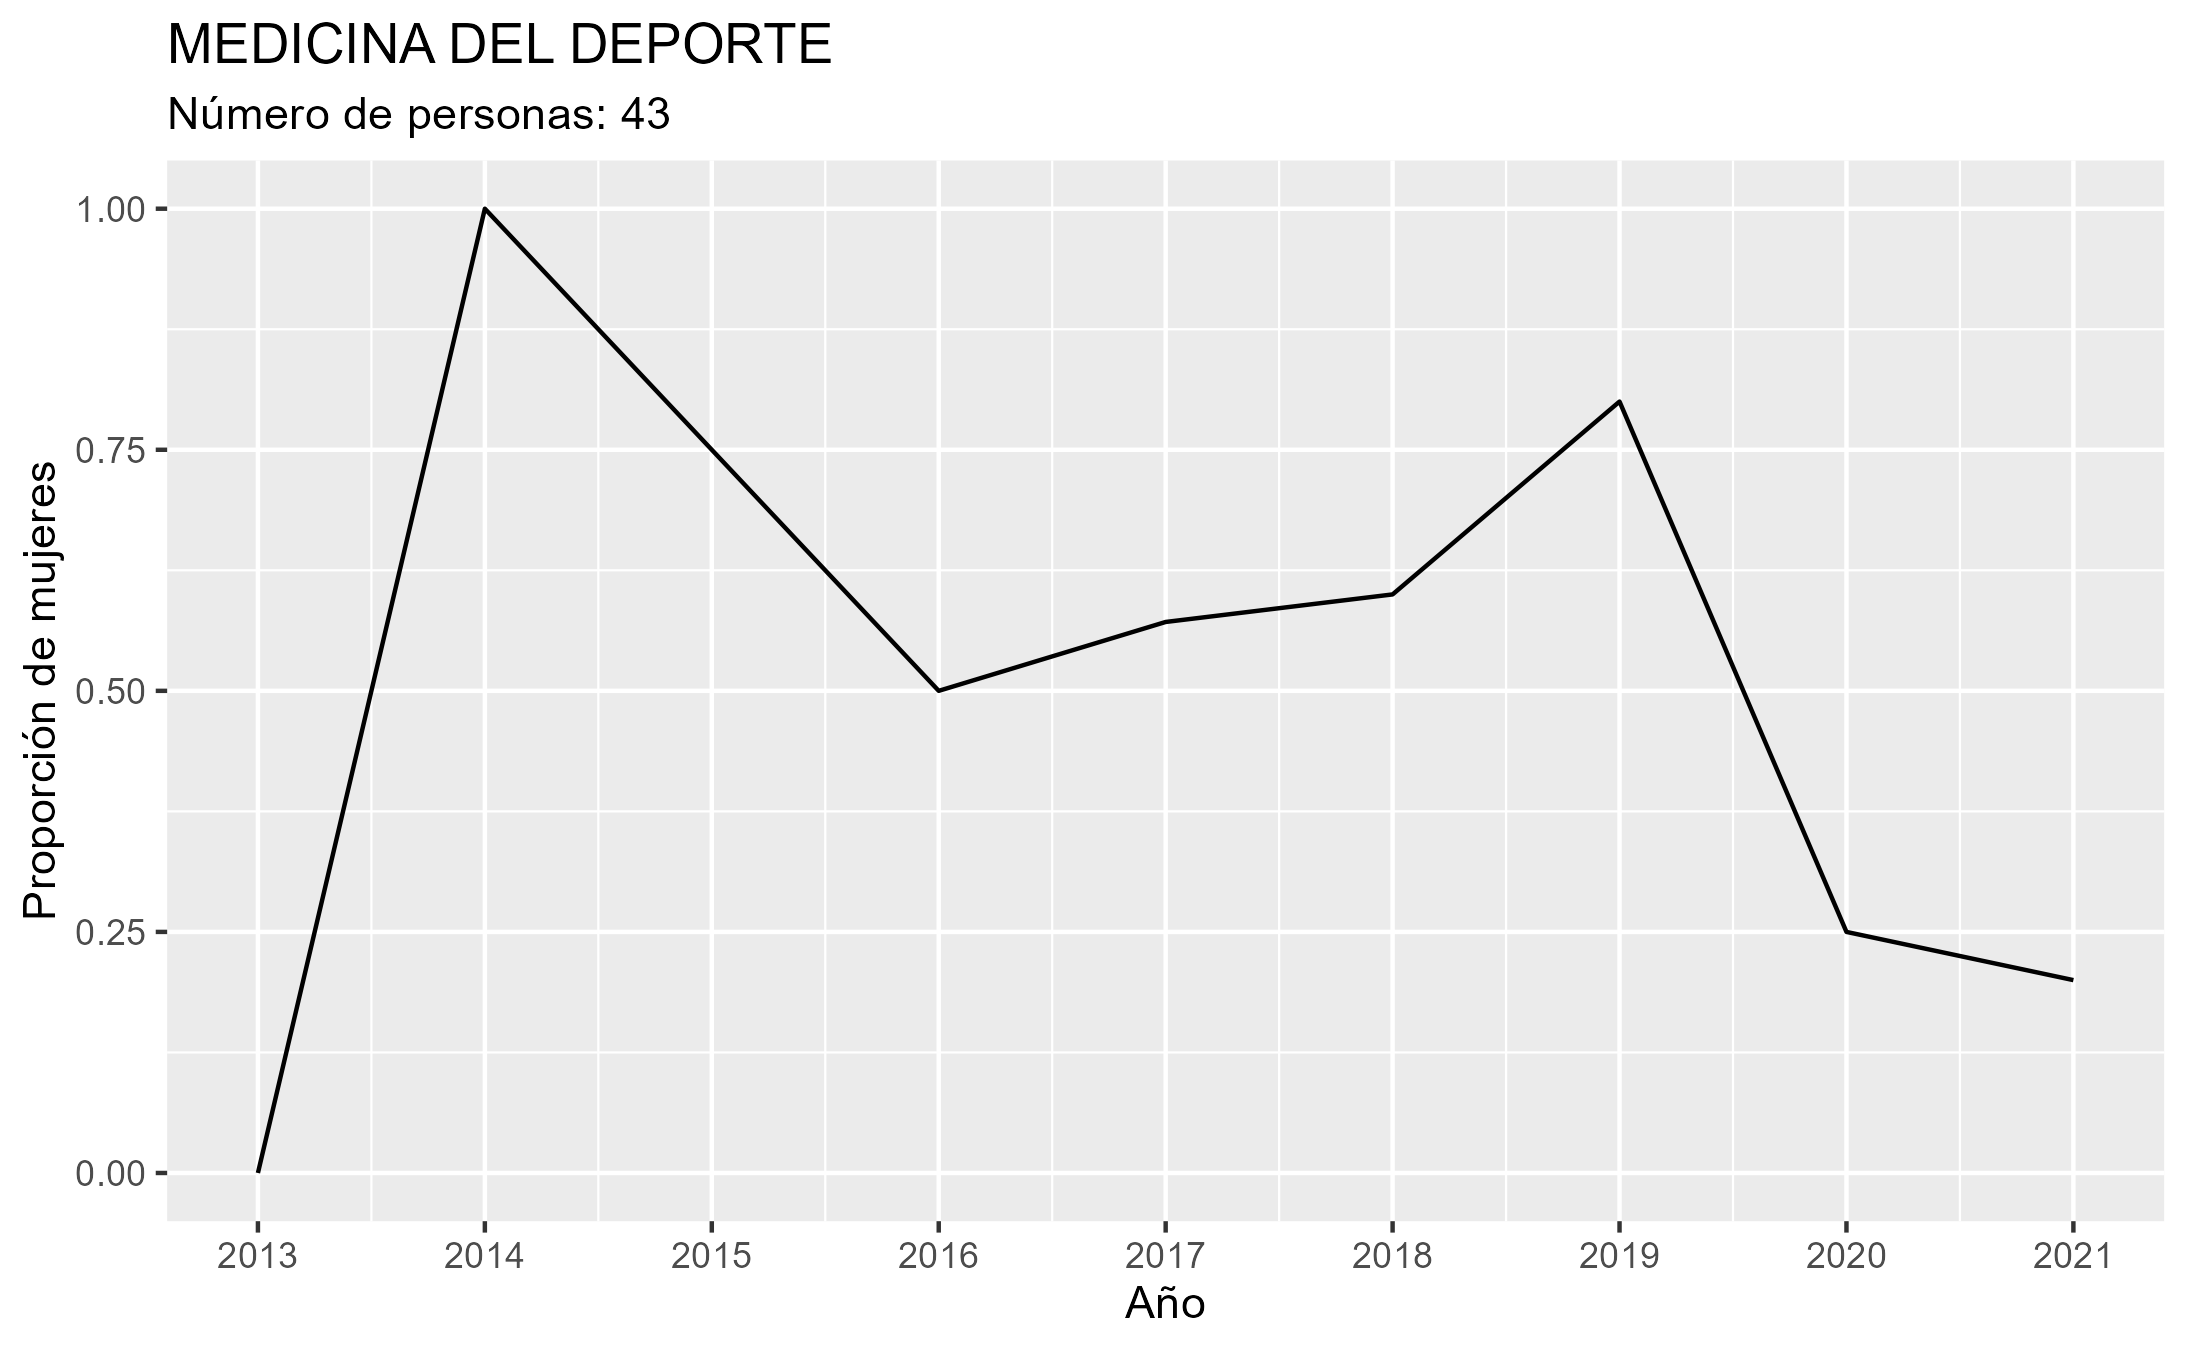 MEDICINA DEL DEPORTE
Número de personas: 43
Proporción de mujeres
1.00
0.75
0.50
0.25
0.00
2013 2014 2015 2016 2017 2018 2019 2020 2021
Año